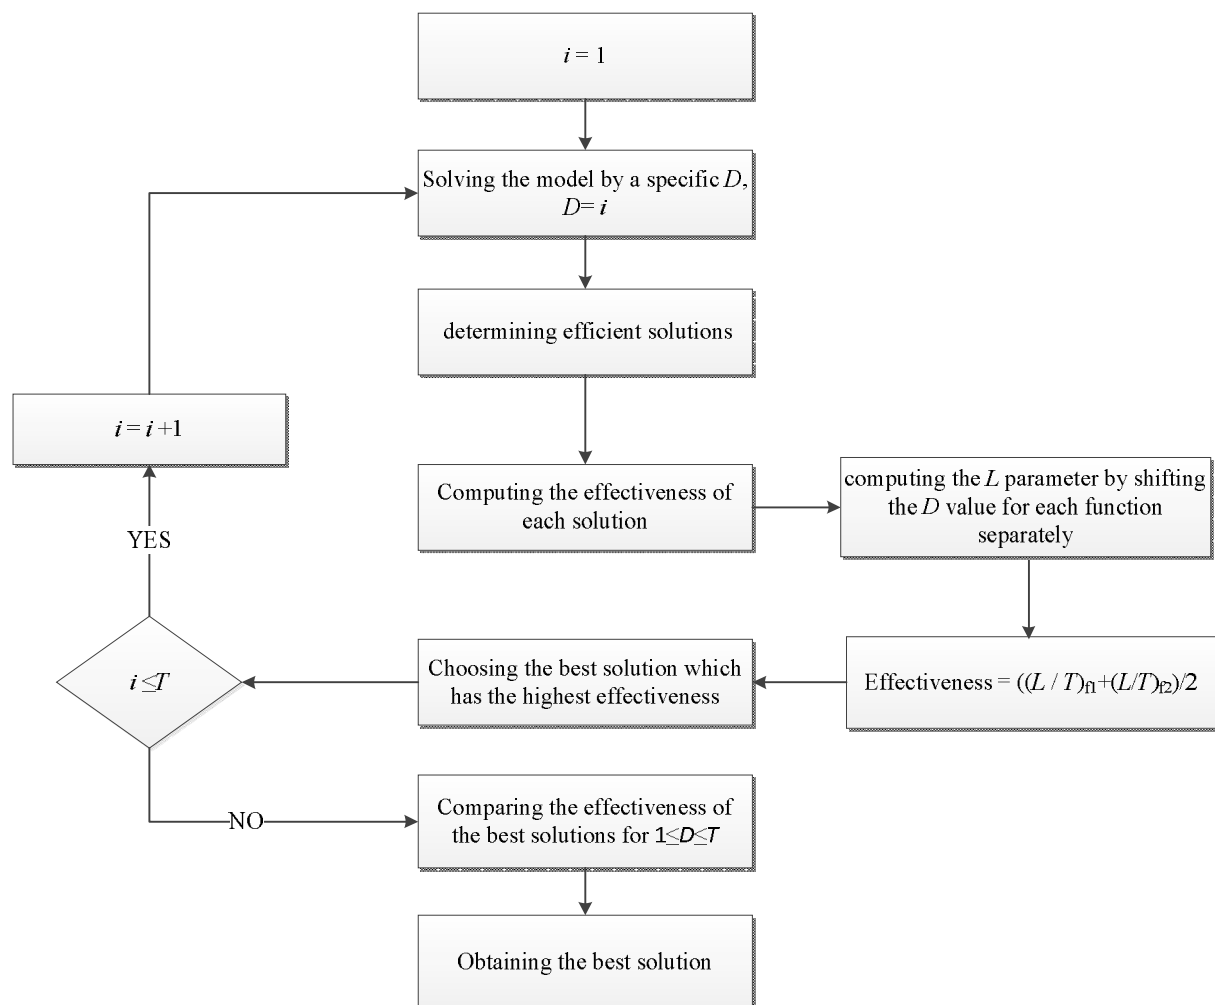 i = 1
Solving the model by a specific D,
D= i
determining efficient solutions
i = i +1
Computing the effectiveness of
each solution
computing the L parameter by shifting
the D value for each function
separately
YES
i ≤T
Choosing the best solution which
has the highest effectiveness
Effectiveness = ((L / T)f1+(L/T)f2)/2
NO
Comparing the effectiveness of
the best solutions for 1≤D≤T
Obtaining the best solution